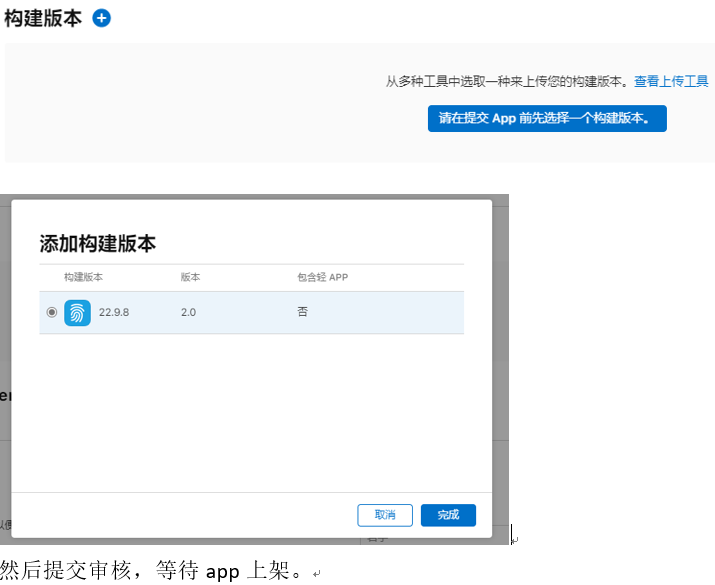 构建版本
从多种工具中选取一种来上传您的构建版本。查看上传工具
请在提交 App 前先选择一个构建版本。
添加构建版本
构建版本 版本 包含轻 APP
22.9.8 2.0 否
er
取消 完成
然后提交审核，等待 app 上架。